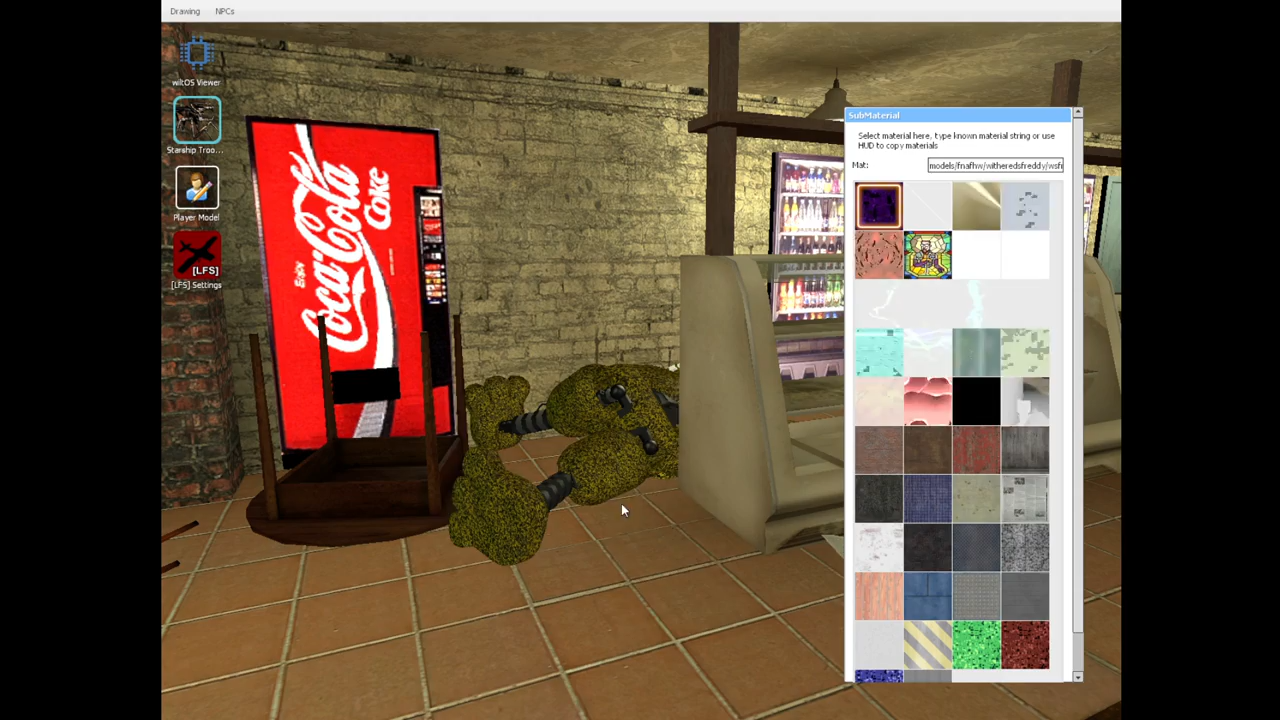 Drawing NPCs
wiltOS Viewer
Starship Troo...
Player Model
[LFS]
[LFS] Settings
ENJOY
Coca-Cola
Coke
SubMaterial
Select material here, type known material string or use
HUD to copy materials
Mat:
models/fnafhw/witheredsfreddy/wsfr